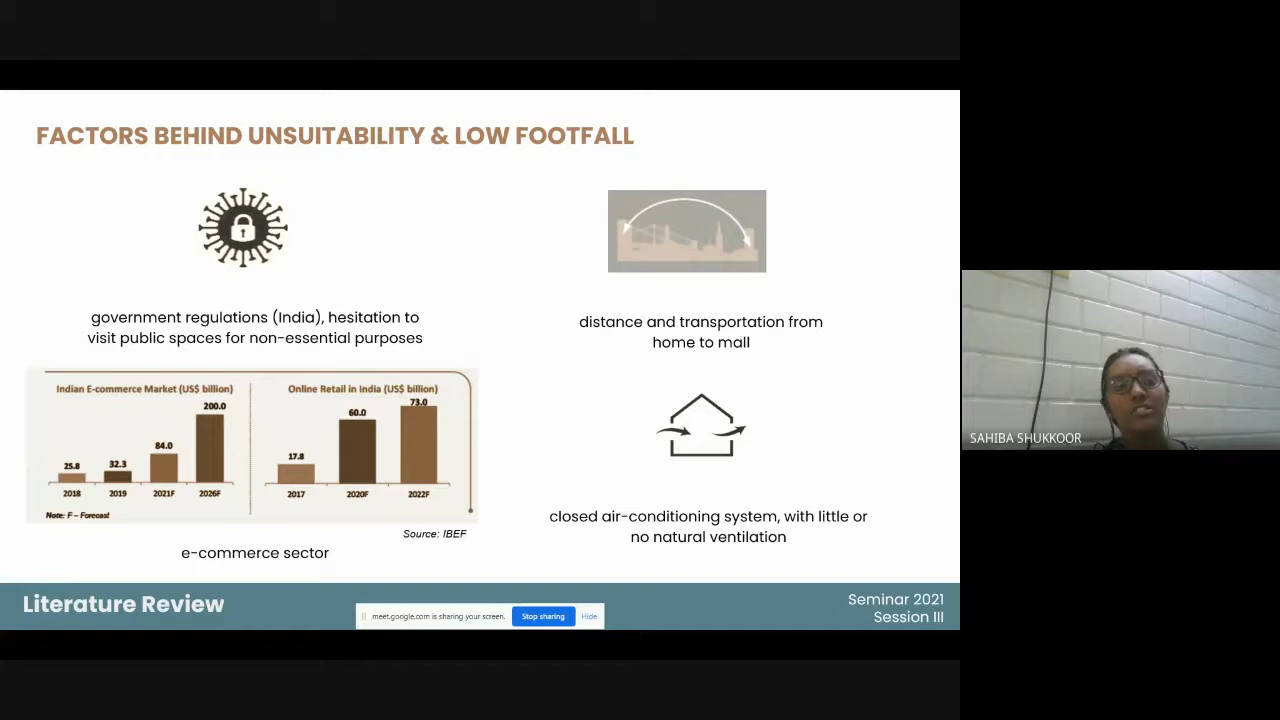 FACTORS BEHIND UNSUITABILITY & LOW FOOTFALL
government regulations (India), hesitation to
visit public spaces for non-essential purposes
distance and transportation from
home to mall
Indian E-commerce Market (US$ billion)
200.0
84.0
32.3
25.8
2018 2019 2021F 2026F
Note: F – Forecast
Online Retail in India (US$ billion)
73.0
60.0
17.8
2017 2020F 2022F
Source: IBEF
e-commerce sector
closed air-conditioning system, with little or
no natural ventilation
Literature Review
meet.google.com is sharing your screen. Stop sharing Hide
Seminar 2021
Session III
SAHIBA SHUKKOOR